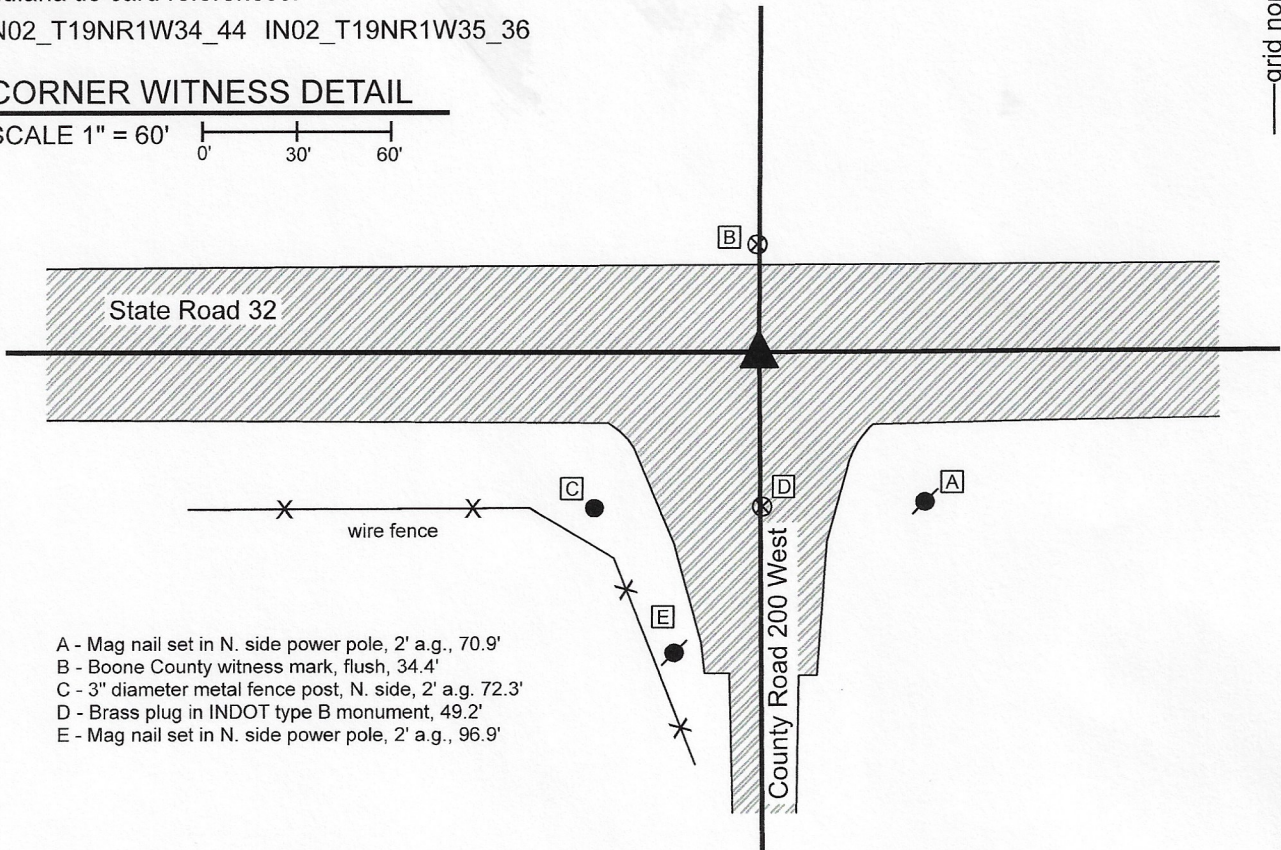 IN02_T19NR1W34_44 IN02_T19NR1W35_36
CORNER WITNESS DETAIL
SCALE 1" = 60'
0' 30' 60'
B
State Road 32
C
D
A
wire fence
E
County Road 200 West
A - Mag nail set in N. side power pole, 2' a.g., 70.9'
B - Boone County witness mark, flush, 34.4'
C - 3" diameter metal fence post, N. side, 2' a.g. 72.3'
D - Brass plug in INDOT type B monument, 49.2'
E - Mag nail set in N. side power pole, 2' a.g., 96.9'
grid